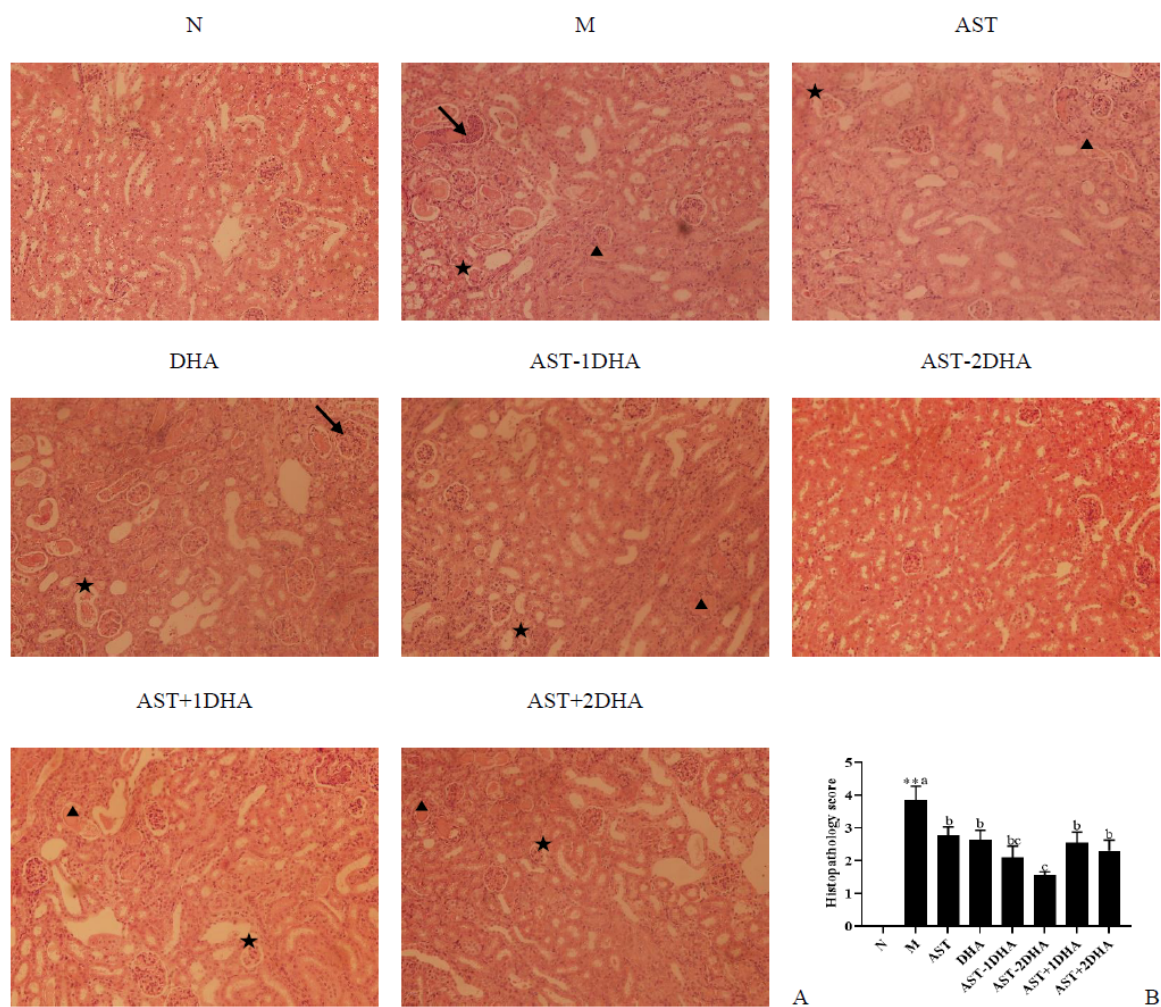 N M AST
DHA AST-1DHA AST-2DHA
AST+1DHA AST+2DHA
Histopathology score
5
4
3
2
1
0
**a
b
b
bc
c
b
b
N
M
AST
DHA
AST-1DHA
AST-2DHA
AST+1DHA
AST+2DHA
A B